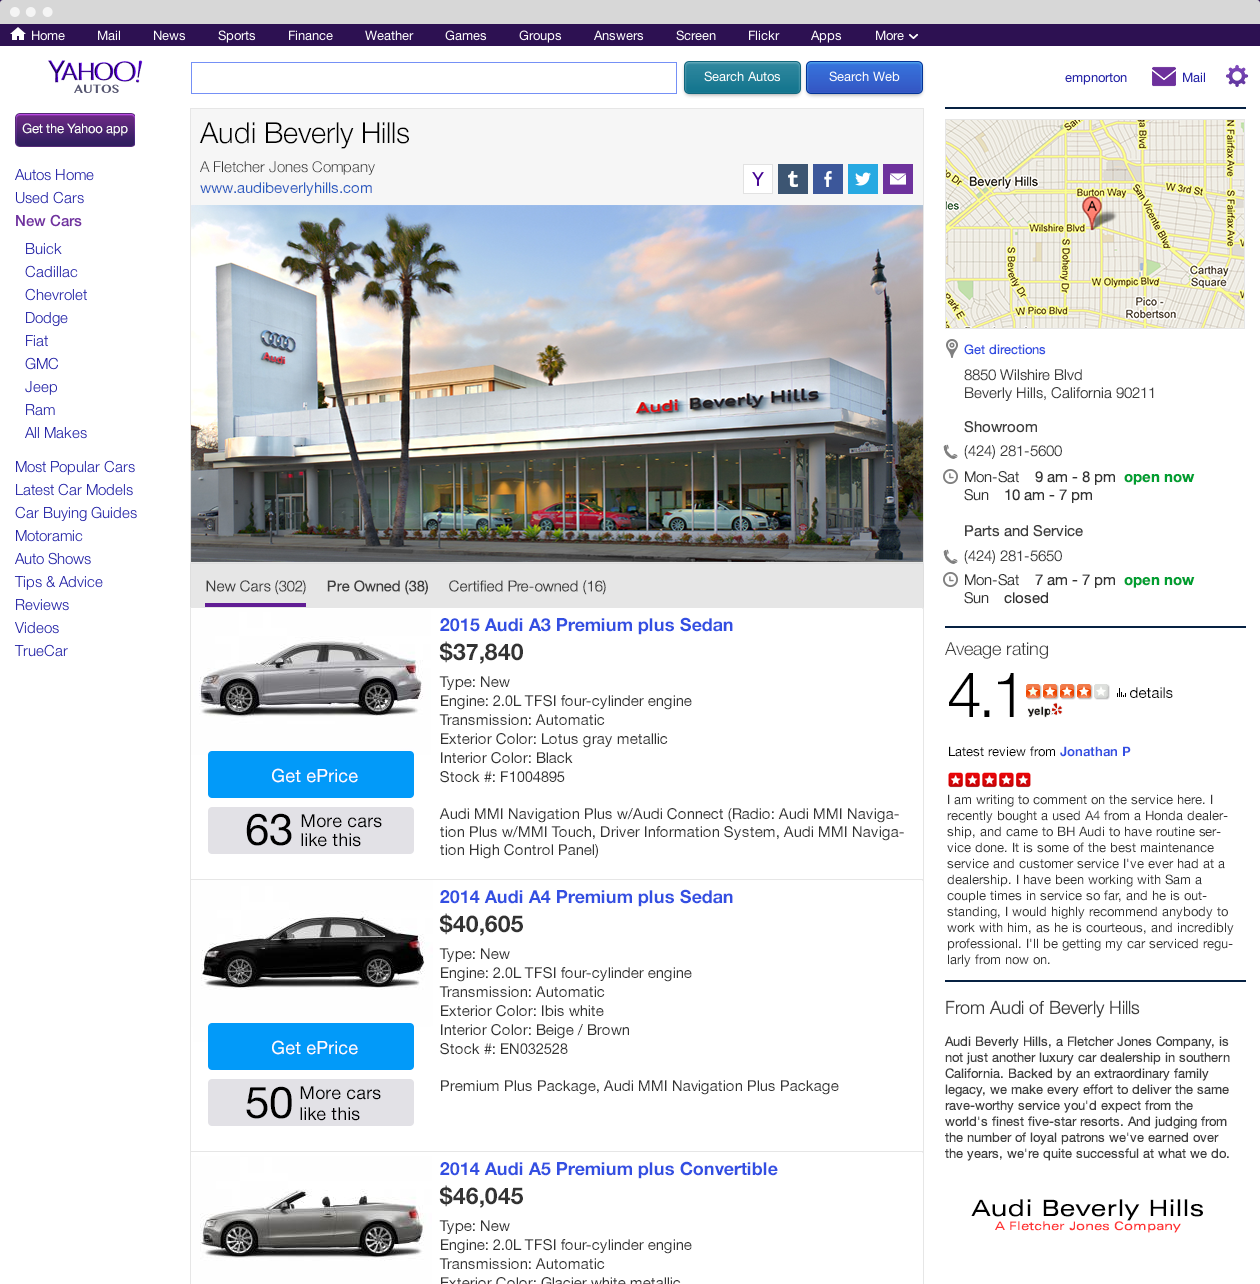 Home Mail News Sports Finance Weather Games Groups Answers Screen Flickr Apps More
YAHOO!
AUTOS
Search Autos
Search Web
empnorton
Mail
Get the Yahoo app
Autos Home
Used Cars
New Cars
Buick
Cadillac
Chevrolet
Dodge
Fiat
GMC
Jeep
Ram
All Makes
Most Popular Cars
Latest Car Models
Car Buying Guides
Motoramic
Auto Shows
Tips & Advice
Reviews
Videos
TrueCar
Audi Beverly Hills
A Fletcher Jones Company
www.audibeverlyhills.com
Y t f
Audi
Audi Beverly Hills
WILSHIRE
New Cars (302) Pre Owned (38) Certified Pre-owned (16)
2015 Audi A3 Premium plus Sedan
$37,840
Type: New
Engine: 2.0L TFSI four-cylinder engine
Transmission: Automatic
Exterior Color: Lotus gray metallic
Interior Color: Black
Stock #: F1004895
Audi MMI Navigation Plus w/Audi Connect (Radio: Audi MMI Naviga-
tion Plus w/MMI Touch, Driver Information System, Audi MMI Naviga-
tion High Control Panel)
Get ePrice
63 More cars
like this
2014 Audi A4 Premium plus Sedan
$40,605
Type: New
Engine: 2.0L TFSI four-cylinder engine
Transmission: Automatic
Exterior Color: Ibis white
Interior Color: Beige / Brown
Stock #: EN032528
Premium Plus Package, Audi MMI Navigation Plus Package
Get ePrice
50 More cars
like this
2014 Audi A5 Premium plus Convertible
$46,045
Type: New
Engine: 2.0L TFSI four-cylinder engine
Transmission: Automatic
Exterior Color: Glacier white metallic
San
la Blvd
N Fairfax Ave
Dr
Beverly Hills
Burton Way
W 3rd St
les
A
San Vicente Blvd
S Fairfax Ave
Wilshire Blvd
S Beverly Dr
S Doheny Dr
Carthay
Square
W Olympic Blvd
Park E
W Pico Blvd
Pico -
Robertson
Get directions
8850 Wilshire Blvd
Beverly Hills, California 90211
Showroom
(424) 281-5600
Mon-Sat 9 am - 8 pm open now
Sun 10 am - 7 pm
Parts and Service
(424) 281-5650
Mon-Sat 7 am - 7 pm open now
Sun closed
Aveage rating
4.1
details
yelp
Latest review from Jonathan P
I am writing to comment on the service here. I
recently bought a used A4 from a Honda dealer-
ship, and came to BH Audi to have routine ser-
vice done. It is some of the best maintenance
service and customer service I've ever had at a
dealership. I have been working with Sam a
couple times in service so far, and he is out-
standing, I would highly recommend anybody to
work with him, as he is courteous, and incredibly
professional. I'll be getting my car serviced regu-
larly from now on.
From Audi of Beverly Hills
Audi Beverly Hills, a Fletcher Jones Company, is
not just another luxury car dealership in southern
California. Backed by an extraordinary family
legacy, we make every effort to deliver the same
rave-worthy service you'd expect from the
world's finest five-star resorts. And judging from
the number of loyal patrons we've earned over
the years, we're quite successful at what we do.
Audi Beverly Hills
A Fletcher Jones Company